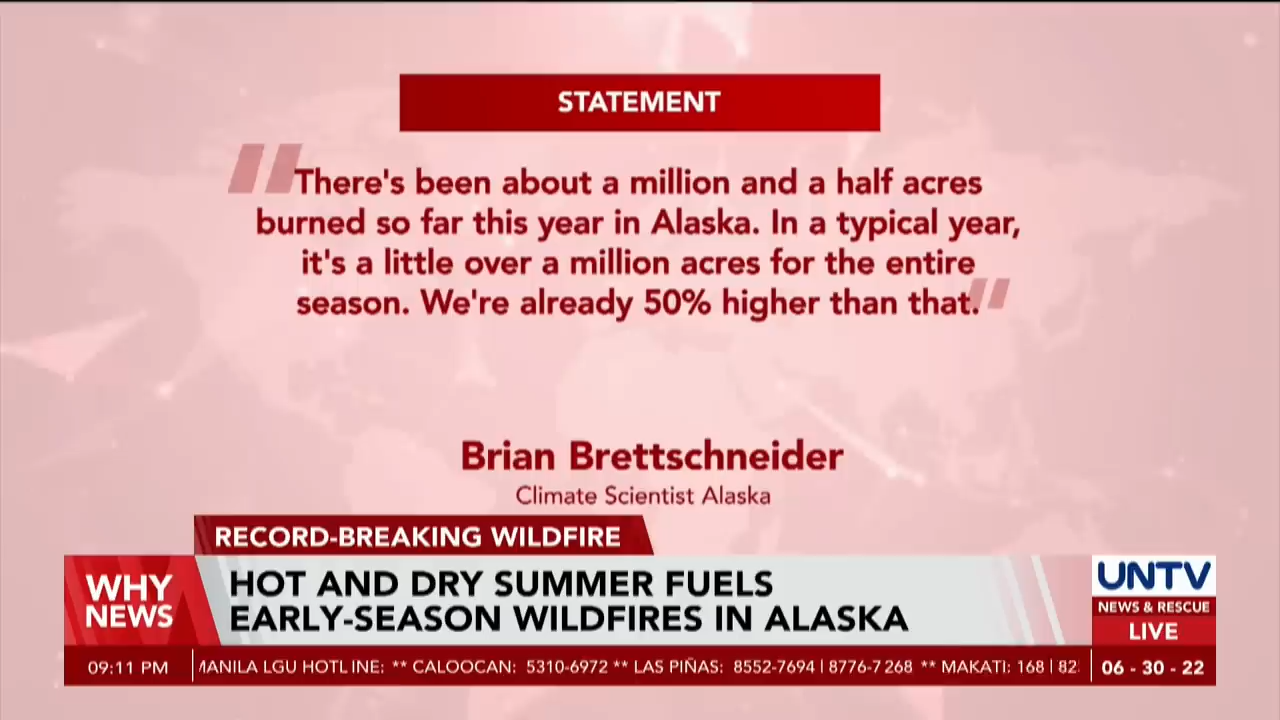 STATEMENT
"There's been about a million and a half acres
burned so far this year in Alaska. In a typical year,
it's a little over a million acres for the entire
season. We're already 50% higher than that."
Brian Brettschneider
Climate Scientist Alaska
RECORD-BREAKING WILDFIRE
WHY
NEWS
HOT AND DRY SUMMER FUELS
EARLY-SEASON WILDFIRES IN ALASKA
UNTV
NEWS & RESCUE
LIVE
09:11 PM
MANILA LGU HOTLINE: ** CALOOCAN: 5310-6972 ** LAS PIÑAS: 8552-7694 | 8776-7268 ** MAKATI: 168 | 82
06 - 30 - 22